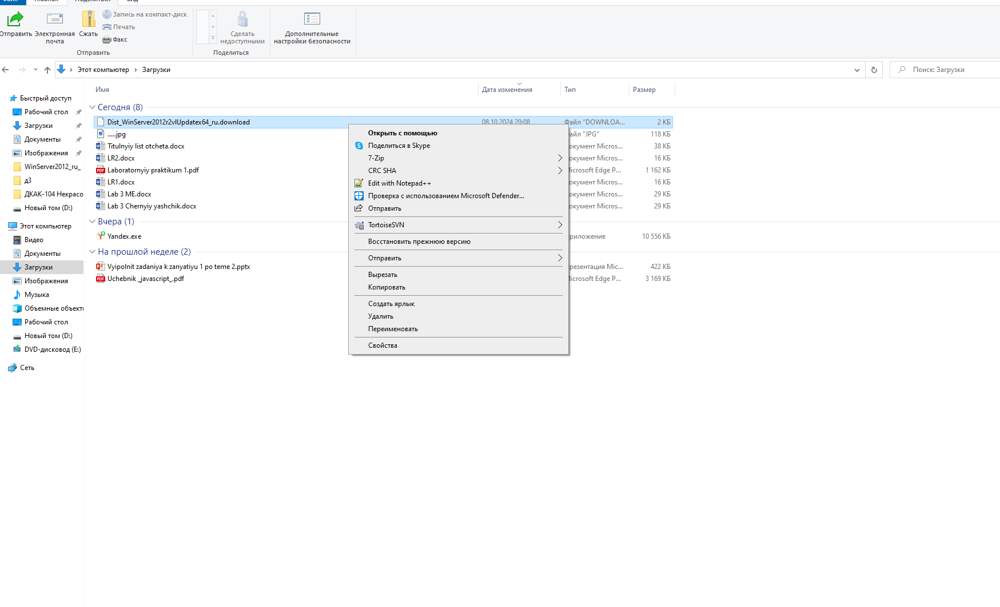 Файл Главная Поделиться Вид
Отправить
Электронная почта
Сжать
Запись на компакт-диск
Печать
Факс
Отправить
Сделать недоступными
Поделиться
Дополнительные настройки безопасности
Этот компьютер Загрузки
Поиск: Загрузки
Имя Дата изменения Тип Размер
Быстрый доступ
Рабочий стол
Загрузки
Документы
Изображения
WinServer2012_ru_
д3
ДКАК-104 Некрасо
Новый том (D:)
Этот компьютер
Видео
Документы
Загрузки
Изображения
Музыка
Объемные объект
Рабочий стол
Новый том (D:)
DVD-дисковод (E:)
Сеть
Сегодня (8)
Dist_WinServer2012r2vlUpdatex64_ru.download 08.10.2024 20:08 Файл "DOWNLOA... 2 КБ
.....jpg айл "JPG" 118 КБ
Titulnyiy list otcheta.docx окумент Micros... 38 КБ
LR2.docx окумент Micros... 16 КБ
Laboratornyiy praktikum 1.pdf Microsoft Edge P... 1 162 КБ
LR1.docx окумент Micros... 16 КБ
Lab 3 ME.docx окумент Micros... 29 КБ
Lab 3 Chernyiy yashchik.docx окумент Micros... 29 КБ
Вчера (1)
Yandex.exe риложение 10 556 КБ
На прошлой неделе (2)
Vyipolnit zadaniya k zanyatiyu 1 po teme 2.pptx резентация Mic... 422 КБ
Uchebnik _javascript_.pdf Microsoft Edge P... 3 169 КБ
Открыть с помощью
Поделиться в Skype
7-Zip
CRC SHA
Edit with Notepad++
Проверка с использованием Microsoft Defender...
Отправить
TortoiseSVN
Восстановить прежнюю версию
Отправить
Вырезать
Копировать
Создать ярлык
Удалить
Переименовать
Свойства